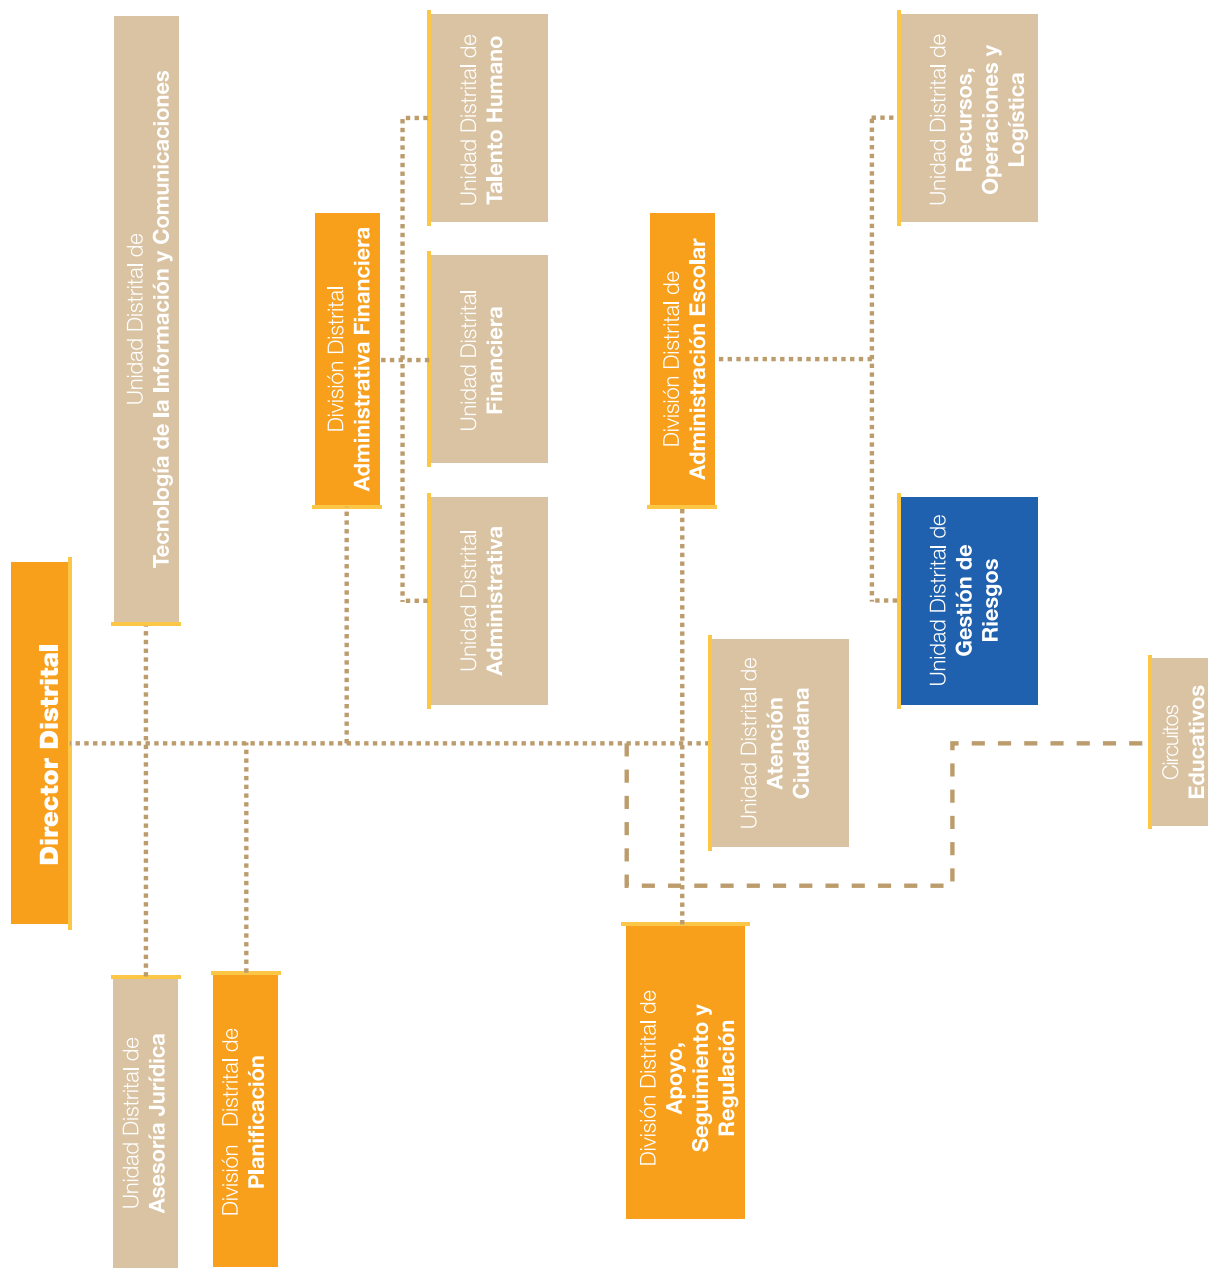 Director Distrital
Unidad Distrital de
Asesoría Jurídica
Unidad Distrital de
Tecnología de la Información y Comunicaciones
División Distrital de
Planificación
División Distrital
Administrativa Financiera
Unidad Distrital
Administrativa
Unidad Distrital
Financiera
Unidad Distrital de
Talento Humano
División Distrital de
Apoyo,
Seguimiento y
Regulación
División Distrital de
Administración Escolar
Unidad Distrital de
Atención
Ciudadana
Unidad Distrital de
Gestión de
Riesgos
Unidad Distrital de
Recursos,
Operaciones y
Logística
Circuitos
Educativos